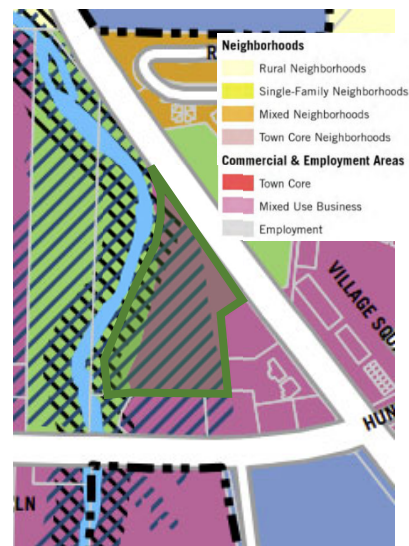 Neighborhoods
Rural Neighborhoods
Single-Family Neighborhoods
Mixed Neighborhoods
Town Core Neighborhoods
Commercial & Employment Areas
Town Core
Mixed Use Business
Employment
R
VILLAGE SQU
HUN
LN